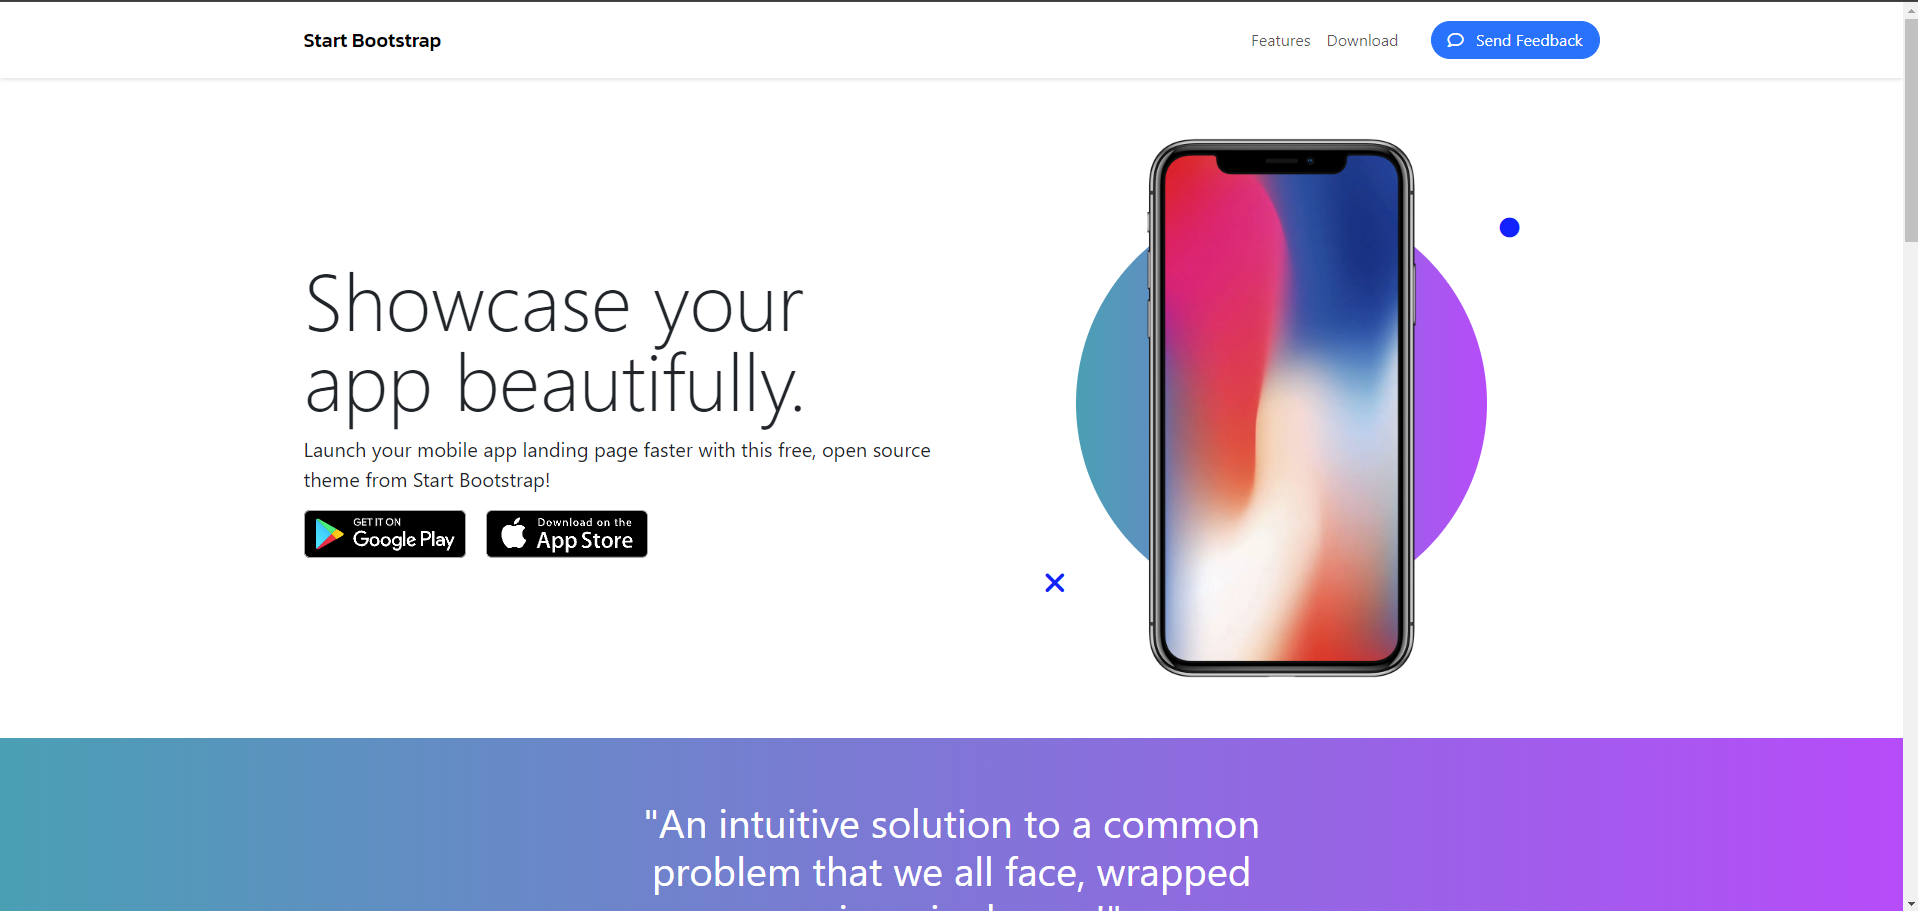 Start Bootstrap
Features
Download
Send Feedback
Showcase your
app beautifully.
Launch your mobile app landing page faster with this free, open source
theme from Start Bootstrap!
GET IT ON
Google Play
Download on the
App Store
"An intuitive solution to a common
problem that we all face, wrapped